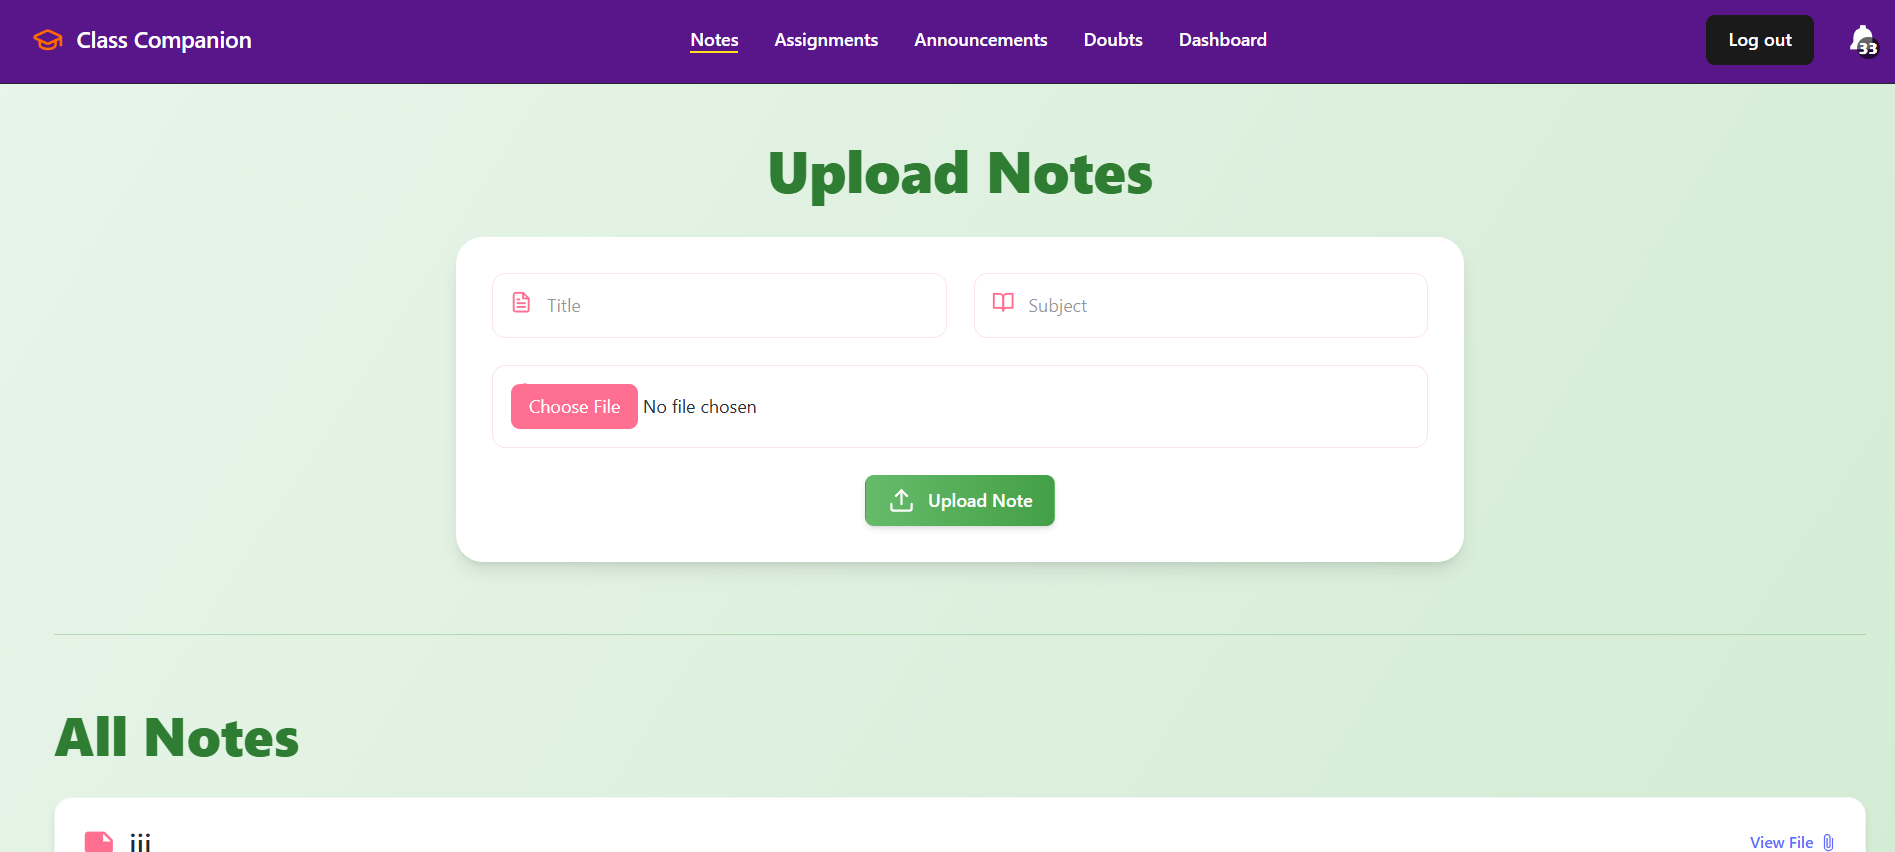 Class Companion
Notes Assignments Announcements Doubts Dashboard
Log out
33
Upload Notes
Title
Subject
Choose File No file chosen
Upload Note
All Notes
iii
View File